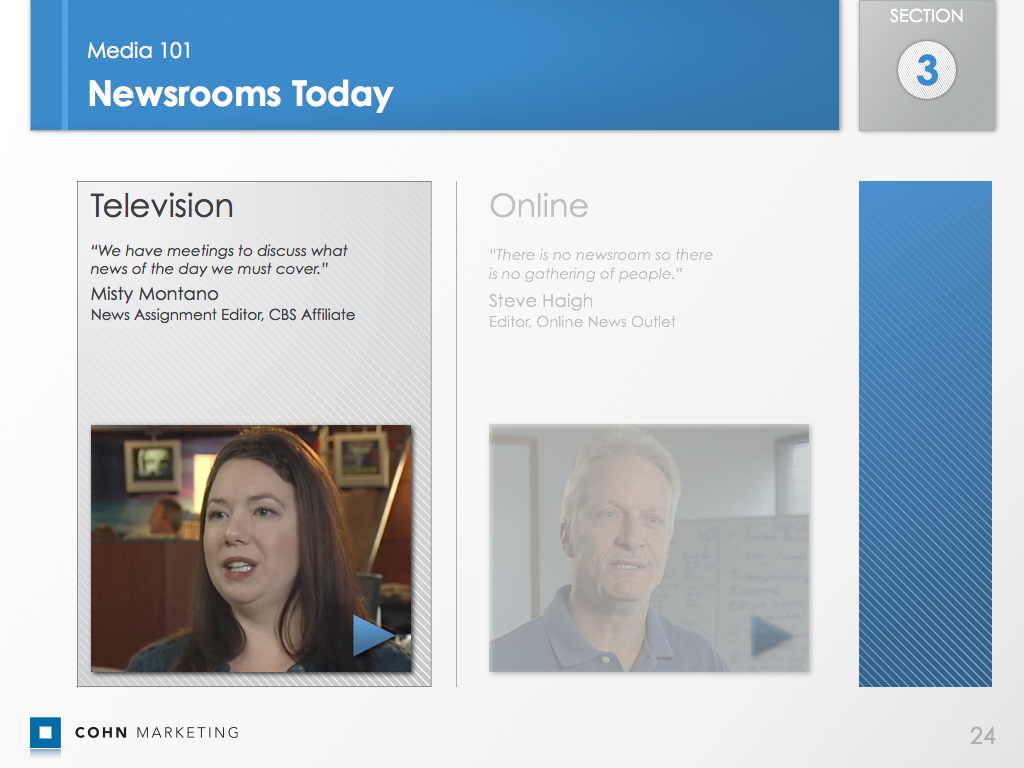 Media 101
Newsrooms Today
SECTION
3
Television
“We have meetings to discuss what
news of the day we must cover.”
Misty Montano
News Assignment Editor, CBS Affiliate
Online
“There is no newsroom so there
is no gathering of people.”
Steve Haigh
Editor, Online News Outlet
COHN MARKETING
24